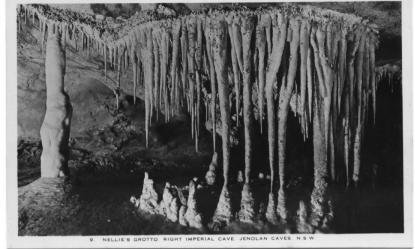 9. NELLIE'S GROTTO. RIGHT IMPERIAL CAVE. JENOLAN CAVES. N.S.W.